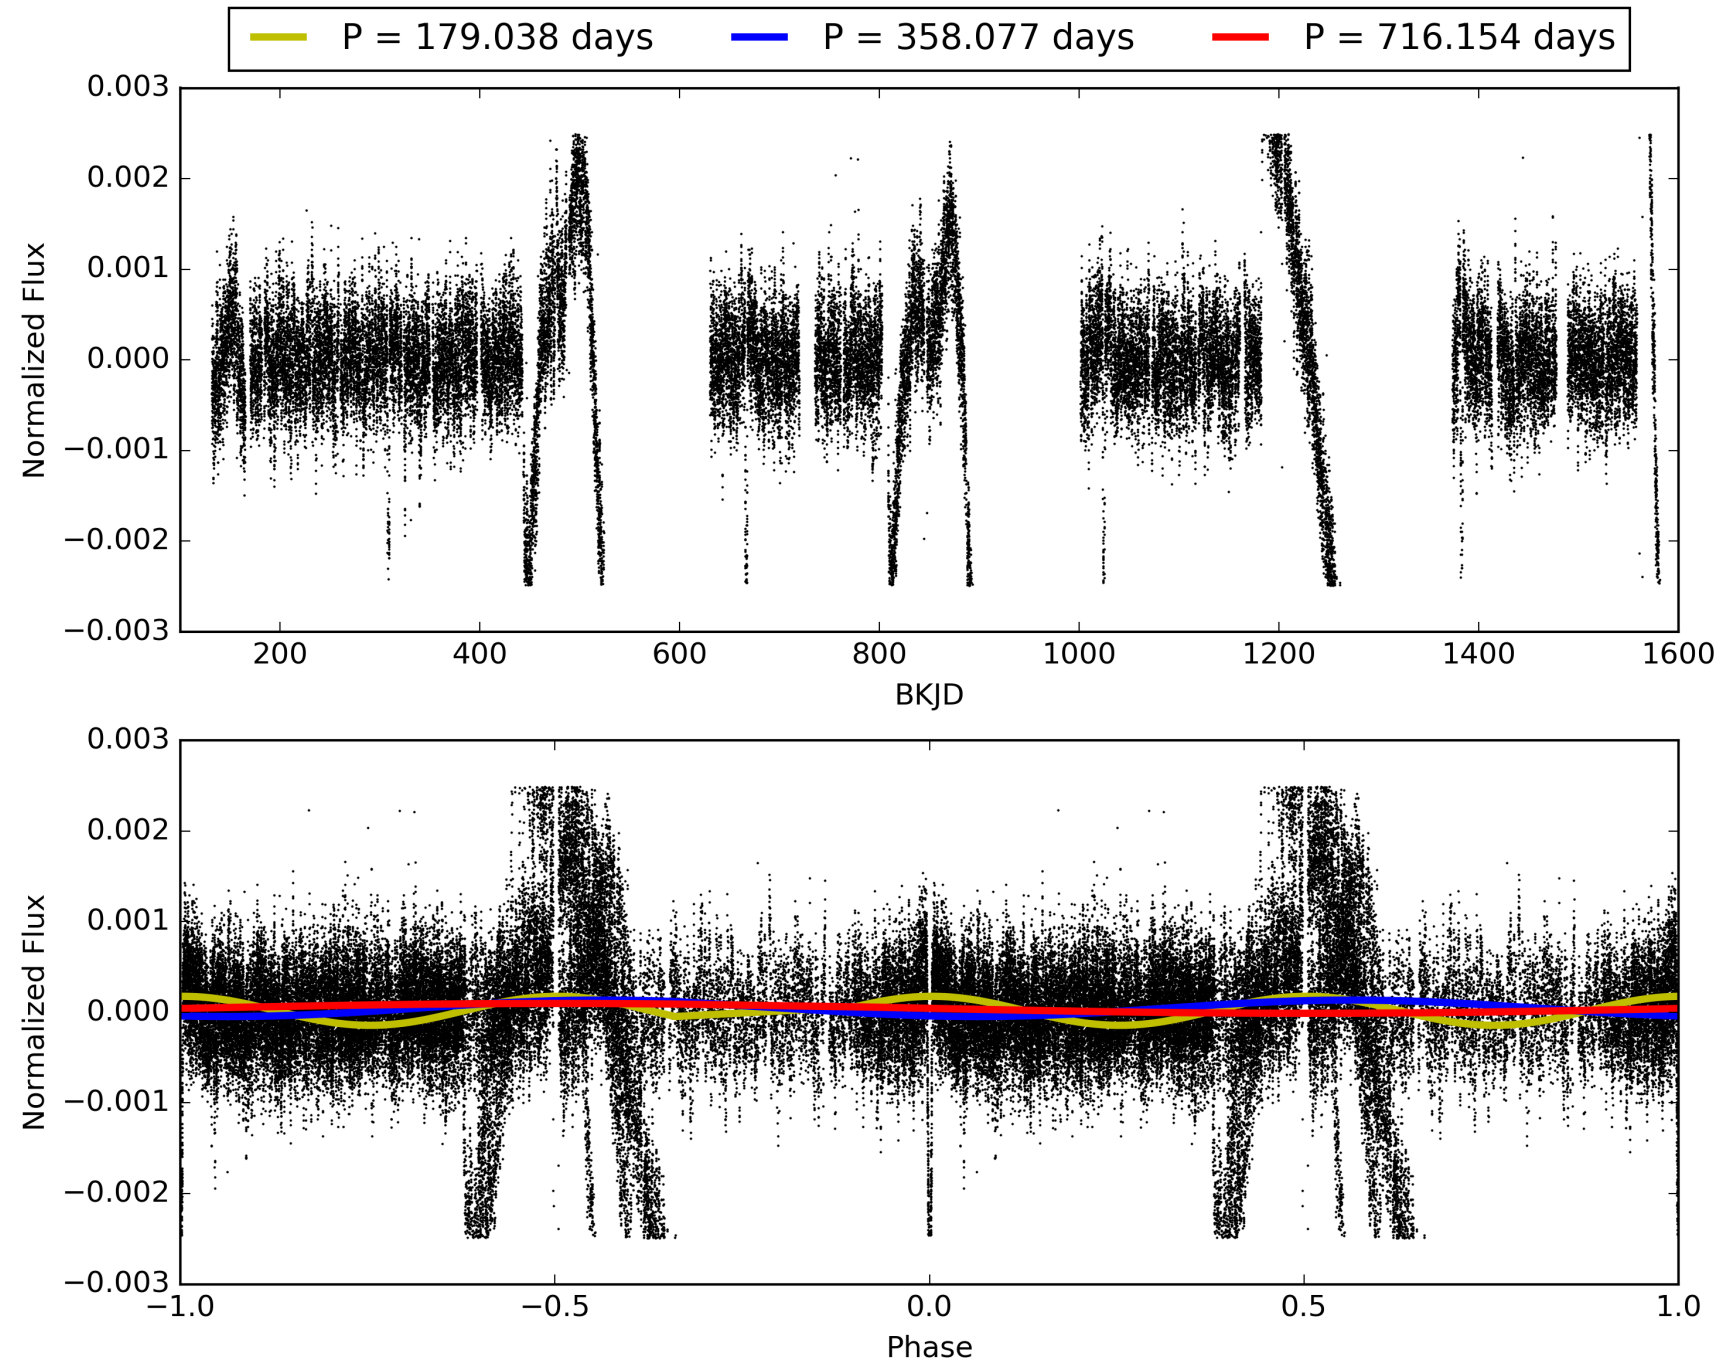 P = 179.038 days P = 358.077 days P = 716.154 days
0.003
0.002
0.001
0.000
−0.001
−0.002
−0.003
Normalized Flux
200 400 600 800 1000 1200 1400 1600
BKJD
0.003
0.002
0.001
0.000
−0.001
−0.002
−0.003
Normalized Flux
−1.0 −0.5 0.0 0.5 1.0
Phase